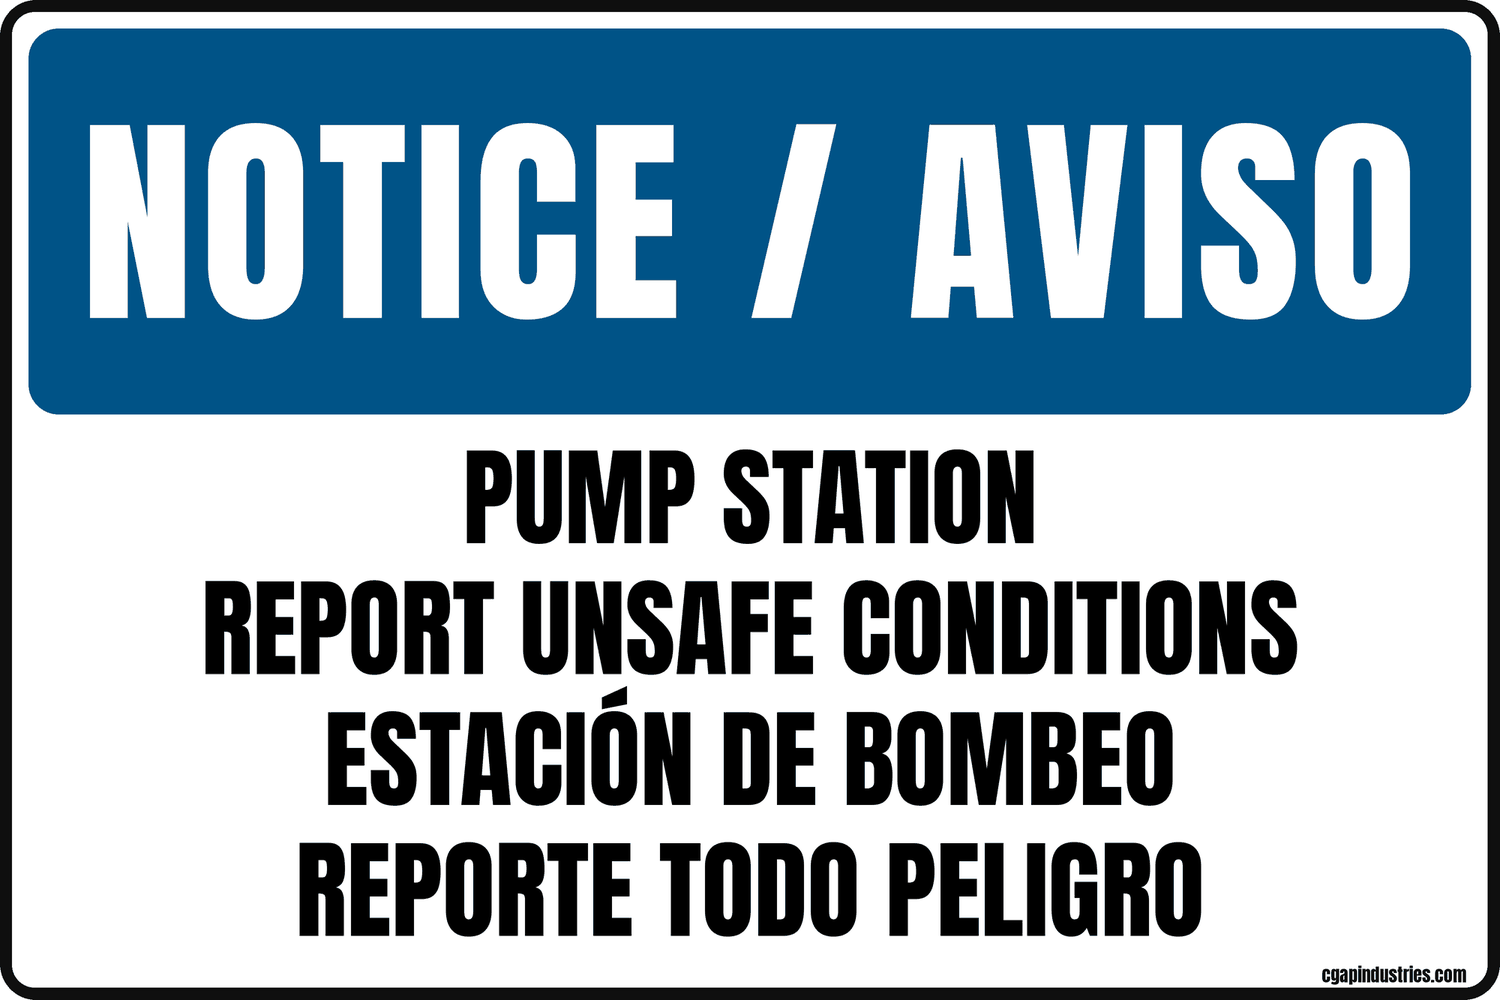 NOTICE / AVISO
PUMP STATION
REPORT UNSAFE CONDITIONS
ESTACIÓN DE BOMBEO
REPORTE TODO PELIGRO
cgapindustries.com